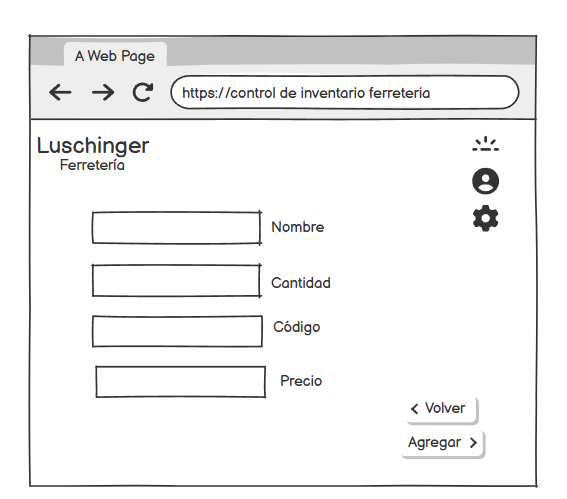 A Web Page
https://control de inventario ferreteria
Luschinger
Ferretería
Nombre
Cantidad
Código
Precio
Volver
Agregar